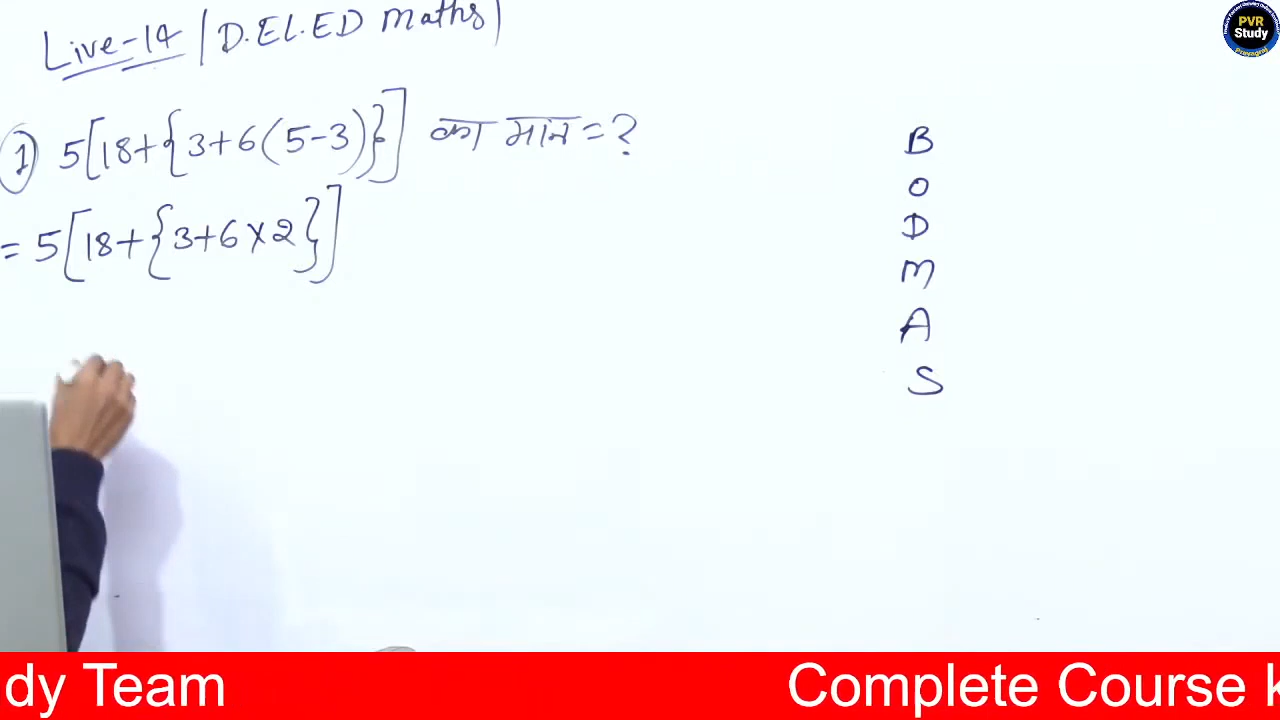 Live-14 | D.EL.ED Maths)
PVR
Study
Prayagraj
1 5[18+{3+6(5-3)}] का मान = ?
= 5[18+{3+6×2}]
B
O
D
M
A
S
dy Team Complete Course k